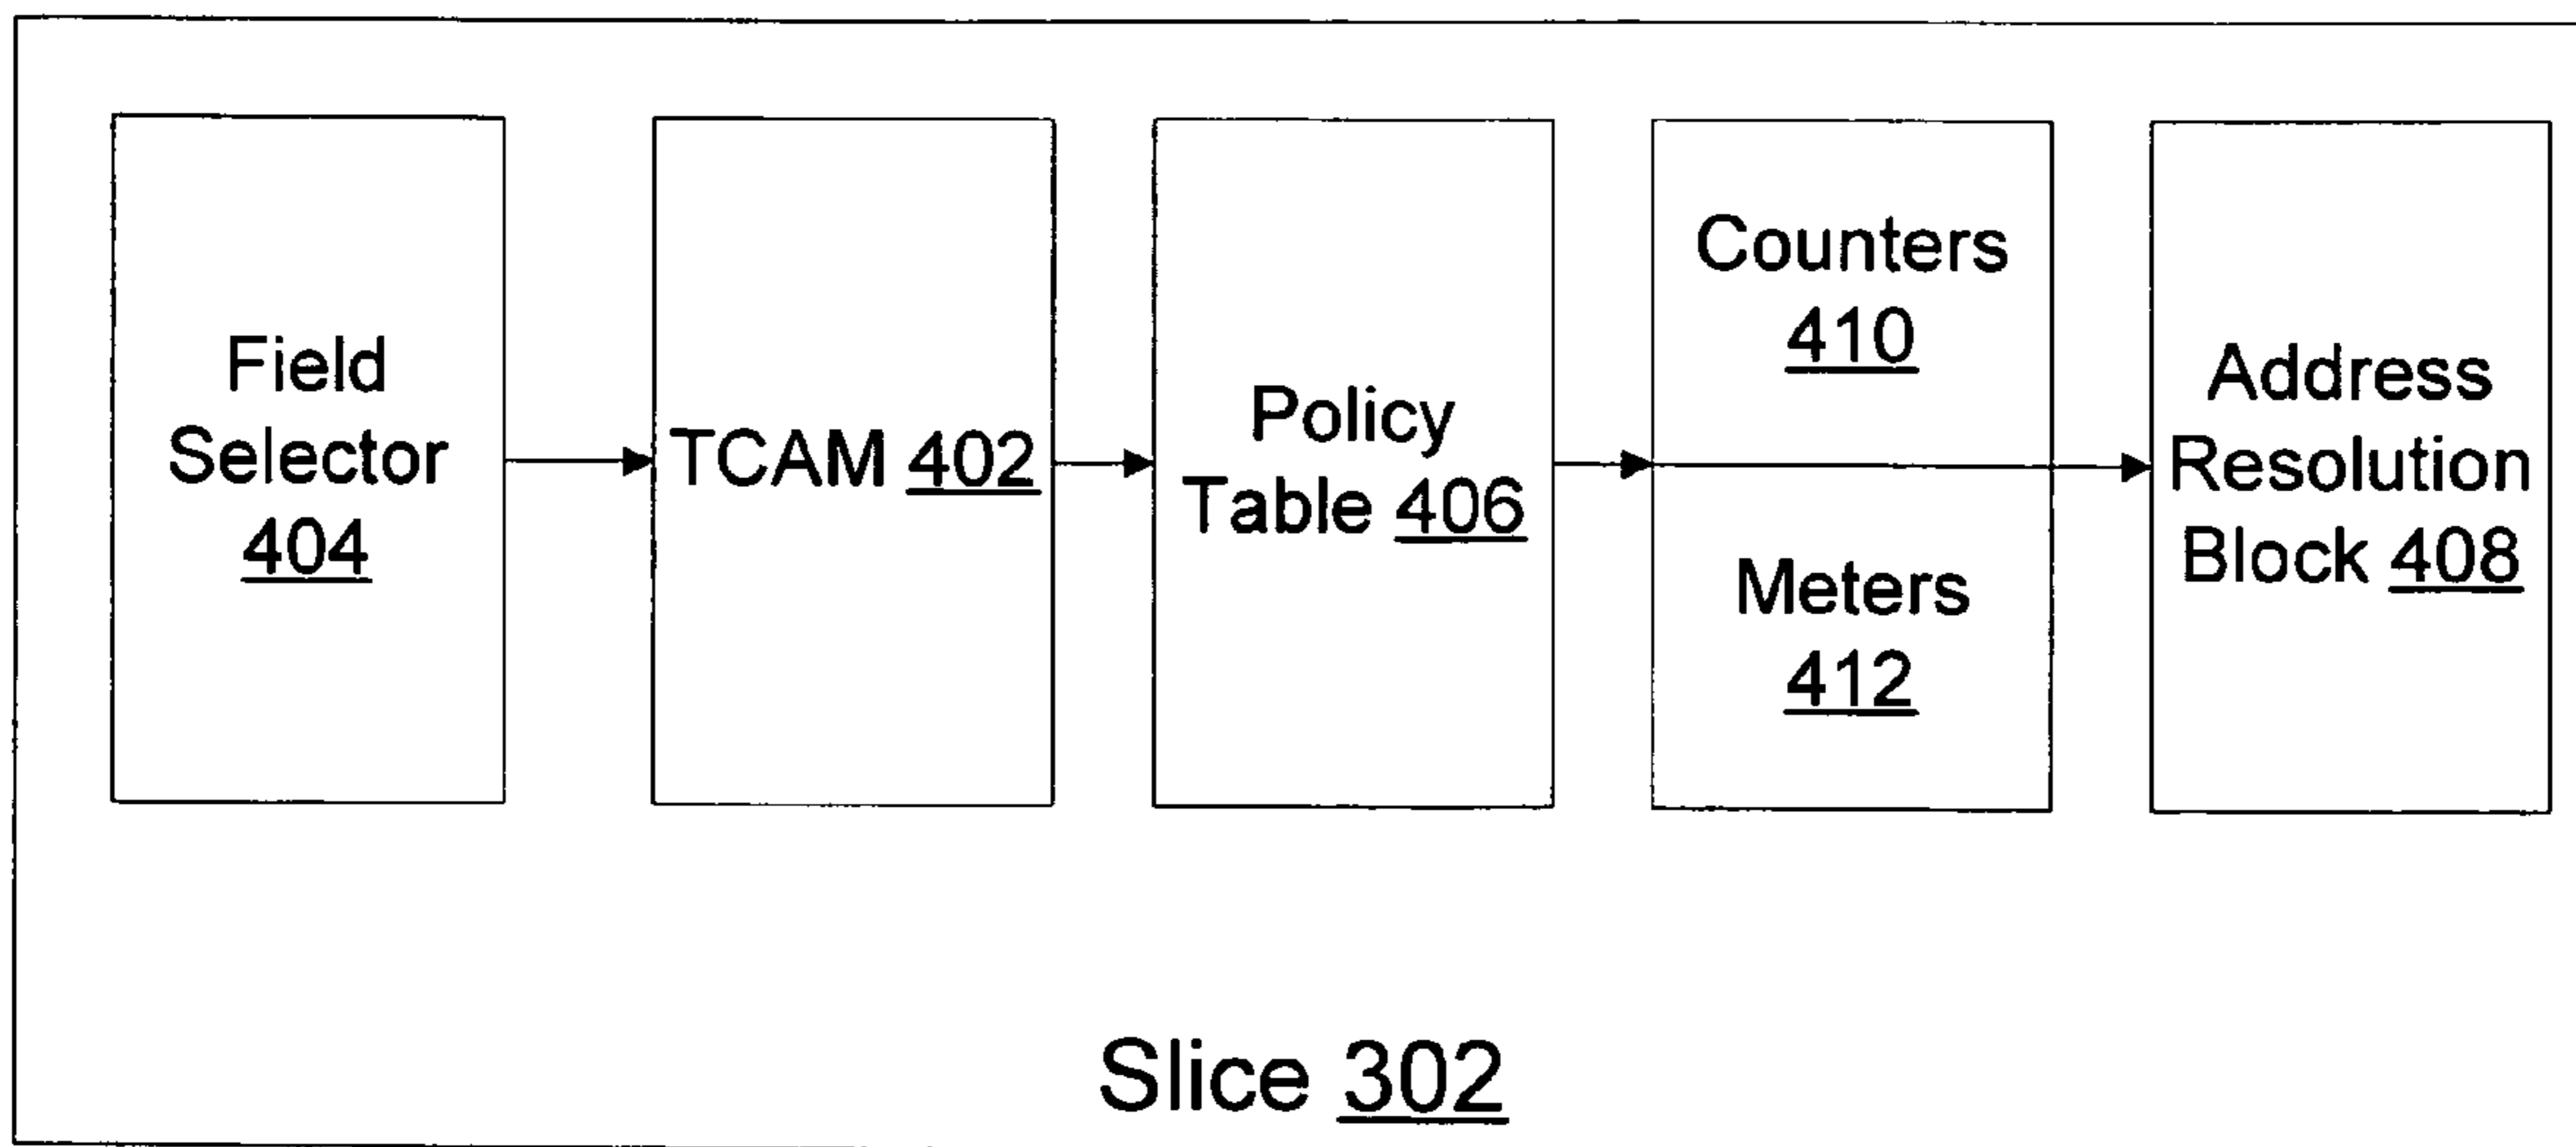 Field
Selector
404
TCAM 402
Policy
Table 406
Counters
410
Meters
412
Address
Resolution
Block 408
Slice 302